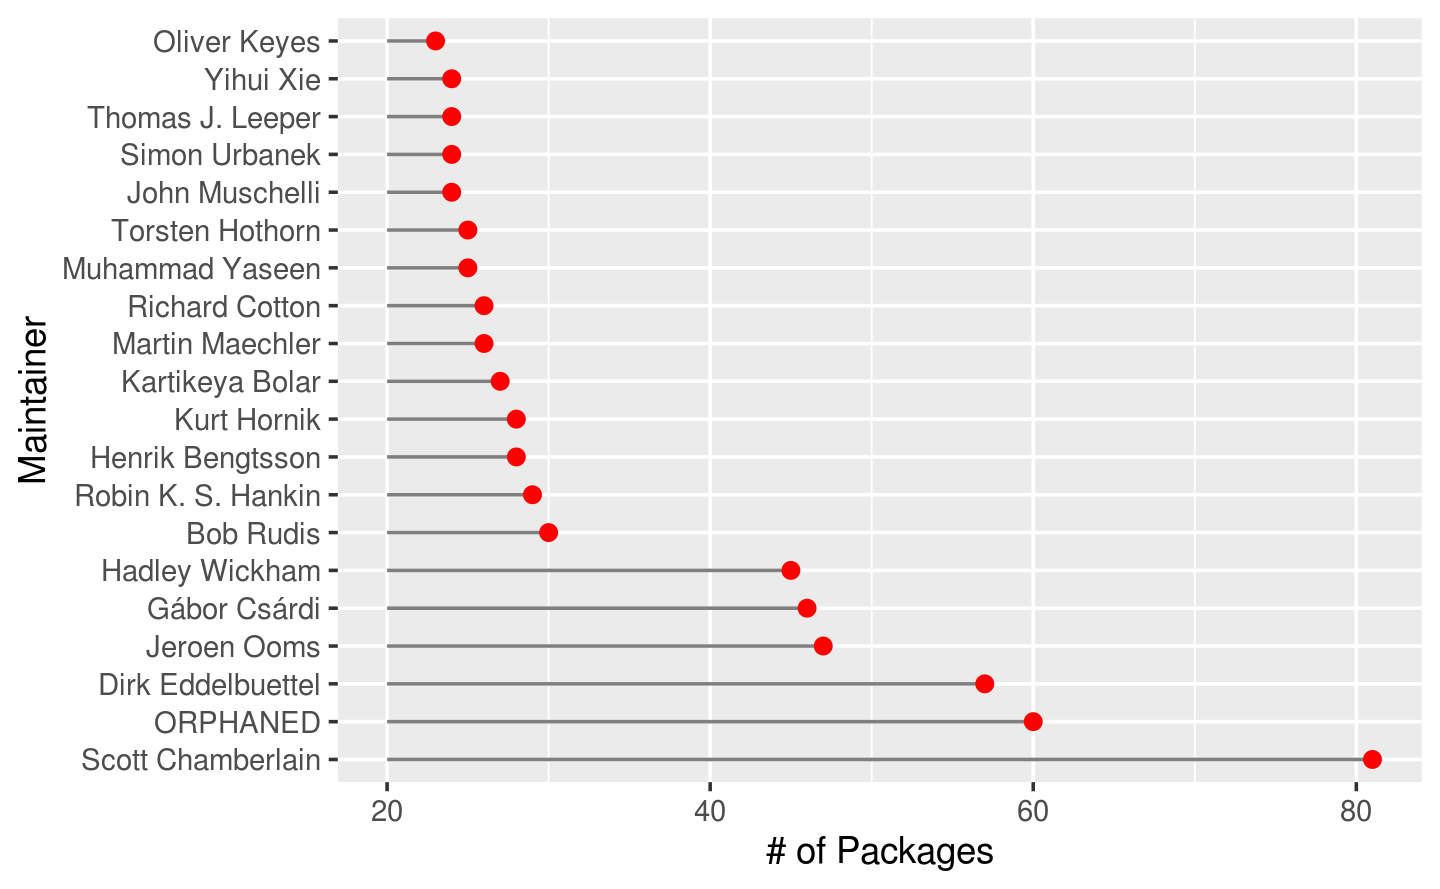 Oliver Keyes
Yihui Xie
Thomas J. Leeper
Simon Urbanek
John Muschelli
Torsten Hothorn
Muhammad Yaseen
Richard Cotton
Martin Maechler
Kartikeya Bolar
Kurt Hornik
Henrik Bengtsson
Robin K. S. Hankin
Bob Rudis
Hadley Wickham
Gábor Csárdi
Jeroen Ooms
Dirk Eddelbuettel
ORPHANED
Scott Chamberlain
Maintainer
20 40 60 80
# of Packages